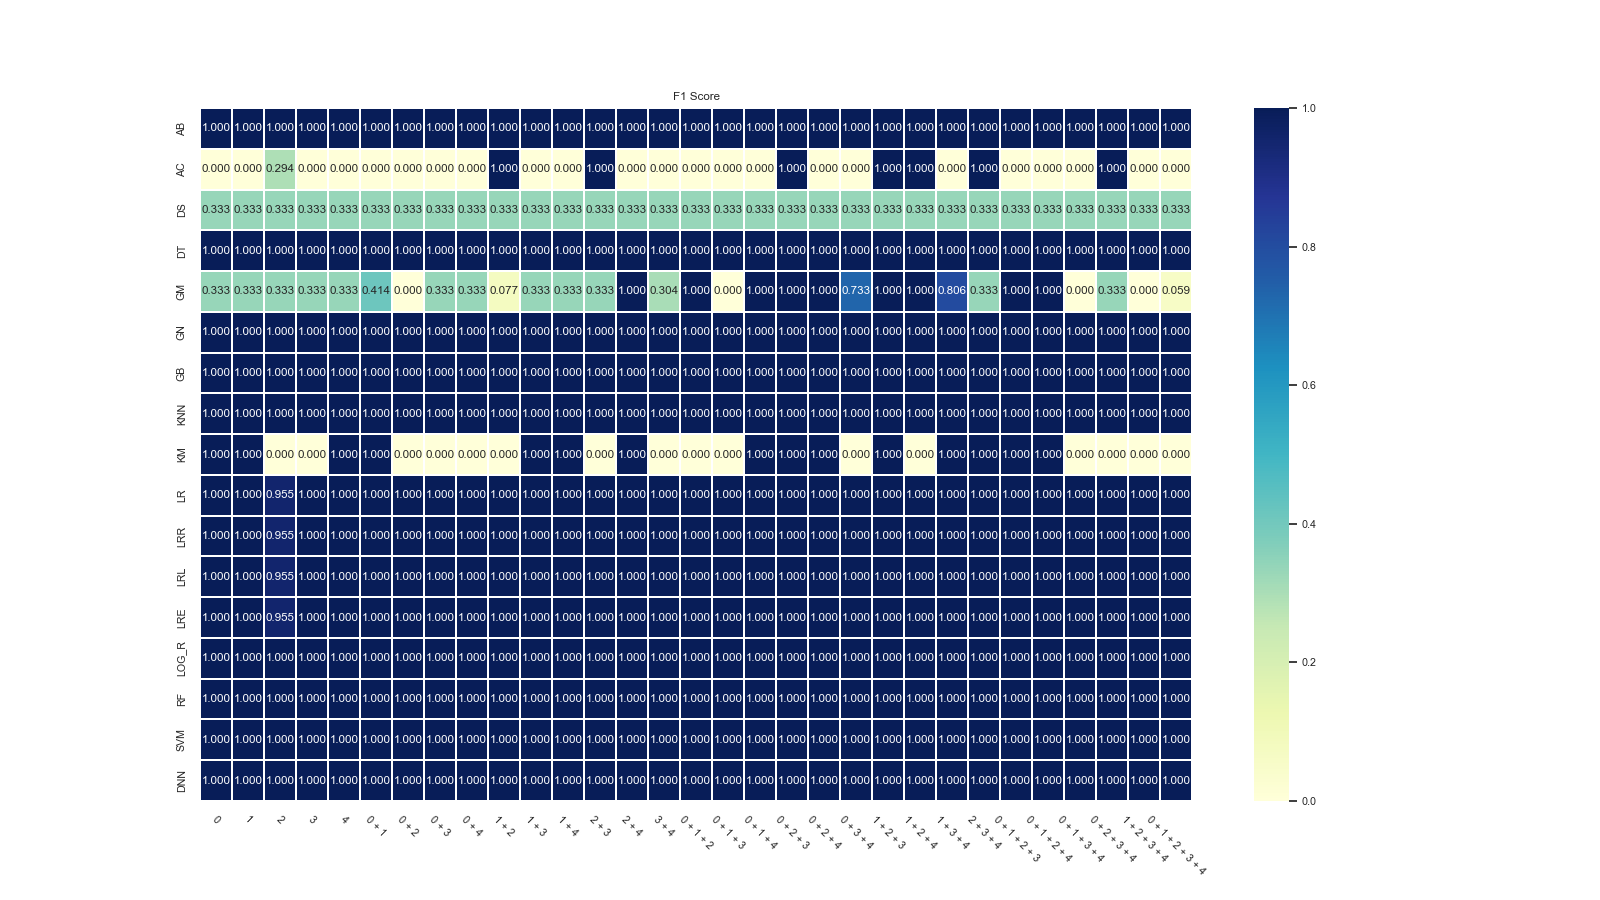 F1 Score
AB 1.000 1.000 1.000 1.000 1.000 1.000 1.000 1.000 1.000 1.000 1.000 1.000 1.000 1.000 1.000 1.000 1.000 1.000 1.000 1.000 1.000 1.000 1.000 1.000 1.000 1.000 1.000 1.000 1.000 1.000 1.000
AC 0.000 0.000 0.294 0.000 0.000 0.000 0.000 0.000 0.000 1.000 0.000 0.000 1.000 0.000 0.000 0.000 0.000 0.000 1.000 0.000 0.000 1.000 1.000 0.000 1.000 0.000 0.000 0.000 1.000 0.000 0.000
DS 0.333 0.333 0.333 0.333 0.333 0.333 0.333 0.333 0.333 0.333 0.333 0.333 0.333 0.333 0.333 0.333 0.333 0.333 0.333 0.333 0.333 0.333 0.333 0.333 0.333 0.333 0.333 0.333 0.333 0.333 0.333
DT 1.000 1.000 1.000 1.000 1.000 1.000 1.000 1.000 1.000 1.000 1.000 1.000 1.000 1.000 1.000 1.000 1.000 1.000 1.000 1.000 1.000 1.000 1.000 1.000 1.000 1.000 1.000 1.000 1.000 1.000 1.000
GM 0.333 0.333 0.333 0.333 0.333 0.414 0.000 0.333 0.333 0.077 0.333 0.333 0.333 1.000 0.304 1.000 0.000 1.000 1.000 1.000 0.733 1.000 1.000 0.806 0.333 1.000 1.000 0.000 0.333 0.000 0.059
GN 1.000 1.000 1.000 1.000 1.000 1.000 1.000 1.000 1.000 1.000 1.000 1.000 1.000 1.000 1.000 1.000 1.000 1.000 1.000 1.000 1.000 1.000 1.000 1.000 1.000 1.000 1.000 1.000 1.000 1.000 1.000
GB 1.000 1.000 1.000 1.000 1.000 1.000 1.000 1.000 1.000 1.000 1.000 1.000 1.000 1.000 1.000 1.000 1.000 1.000 1.000 1.000 1.000 1.000 1.000 1.000 1.000 1.000 1.000 1.000 1.000 1.000 1.000
KNN 1.000 1.000 1.000 1.000 1.000 1.000 1.000 1.000 1.000 1.000 1.000 1.000 1.000 1.000 1.000 1.000 1.000 1.000 1.000 1.000 1.000 1.000 1.000 1.000 1.000 1.000 1.000 1.000 1.000 1.000 1.000
KM 1.000 1.000 0.000 0.000 1.000 1.000 0.000 0.000 0.000 0.000 1.000 1.000 0.000 1.000 0.000 0.000 0.000 1.000 1.000 1.000 0.000 1.000 0.000 1.000 1.000 1.000 1.000 0.000 0.000 0.000 0.000
LR 1.000 1.000 0.955 1.000 1.000 1.000 1.000 1.000 1.000 1.000 1.000 1.000 1.000 1.000 1.000 1.000 1.000 1.000 1.000 1.000 1.000 1.000 1.000 1.000 1.000 1.000 1.000 1.000 1.000 1.000 1.000
LRR 1.000 1.000 0.955 1.000 1.000 1.000 1.000 1.000 1.000 1.000 1.000 1.000 1.000 1.000 1.000 1.000 1.000 1.000 1.000 1.000 1.000 1.000 1.000 1.000 1.000 1.000 1.000 1.000 1.000 1.000 1.000
LRL 1.000 1.000 0.955 1.000 1.000 1.000 1.000 1.000 1.000 1.000 1.000 1.000 1.000 1.000 1.000 1.000 1.000 1.000 1.000 1.000 1.000 1.000 1.000 1.000 1.000 1.000 1.000 1.000 1.000 1.000 1.000
LRE 1.000 1.000 0.955 1.000 1.000 1.000 1.000 1.000 1.000 1.000 1.000 1.000 1.000 1.000 1.000 1.000 1.000 1.000 1.000 1.000 1.000 1.000 1.000 1.000 1.000 1.000 1.000 1.000 1.000 1.000 1.000
LOG_R 1.000 1.000 1.000 1.000 1.000 1.000 1.000 1.000 1.000 1.000 1.000 1.000 1.000 1.000 1.000 1.000 1.000 1.000 1.000 1.000 1.000 1.000 1.000 1.000 1.000 1.000 1.000 1.000 1.000 1.000 1.000
RF 1.000 1.000 1.000 1.000 1.000 1.000 1.000 1.000 1.000 1.000 1.000 1.000 1.000 1.000 1.000 1.000 1.000 1.000 1.000 1.000 1.000 1.000 1.000 1.000 1.000 1.000 1.000 1.000 1.000 1.000 1.000
SVM 1.000 1.000 1.000 1.000 1.000 1.000 1.000 1.000 1.000 1.000 1.000 1.000 1.000 1.000 1.000 1.000 1.000 1.000 1.000 1.000 1.000 1.000 1.000 1.000 1.000 1.000 1.000 1.000 1.000 1.000 1.000
DNN 1.000 1.000 1.000 1.000 1.000 1.000 1.000 1.000 1.000 1.000 1.000 1.000 1.000 1.000 1.000 1.000 1.000 1.000 1.000 1.000 1.000 1.000 1.000 1.000 1.000 1.000 1.000 1.000 1.000 1.000 1.000
0
1
2
3
4
0 + 1
0 + 2
0 + 3
0 + 4
1 + 2
1 + 3
1 + 4
2 + 3
2 + 4
3 + 4
0 + 1 + 2
0 + 1 + 3
0 + 1 + 4
0 + 2 + 3
0 + 2 + 4
0 + 3 + 4
1 + 2 + 3
1 + 2 + 4
1 + 3 + 4
2 + 3 + 4
0 + 1 + 2 + 3
0 + 1 + 2 + 4
0 + 1 + 3 + 4
0 + 2 + 3 + 4
1 + 2 + 3 + 4
0 + 1 + 2 + 3 + 4
1.0
0.8
0.6
0.4
0.2
0.0